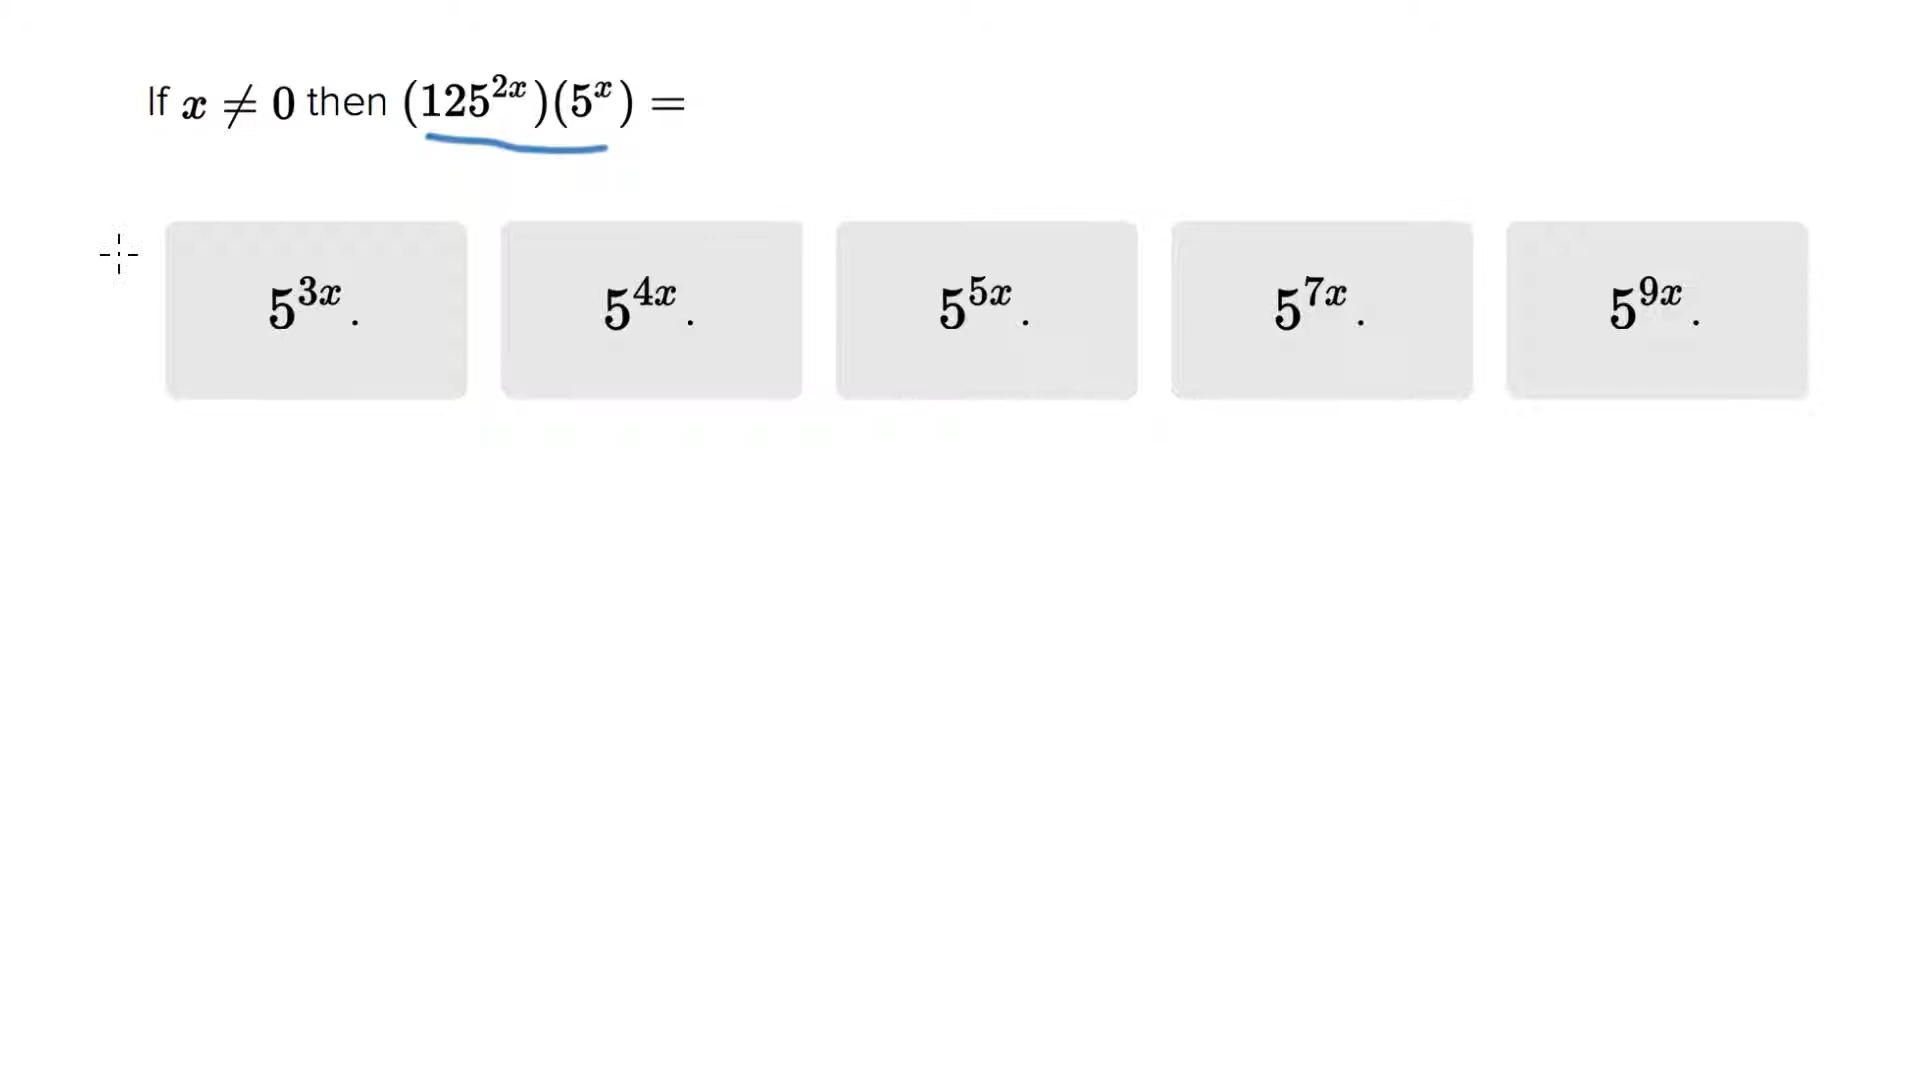 If x ≠ 0 then (125^{2x})(5^x) =
5^{3x}. 5^{4x}. 5^{5x}. 5^{7x}. 5^{9x}.